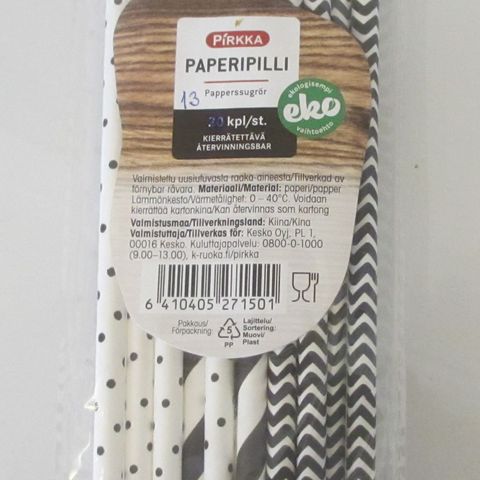 PIRKKA
PAPERIPILLI
Papperssugrör
13
30 kpl/st.
KIERRÄTETTÄVÄ
ÅTERVINNINGSBAR
ekologisempi
eko
vaihtoehto
Valmistettu uusiutuvasta raaka-aineesta/Tillverkad av
förnybar råvara. Materiaali/Material: paperi/papper
Lämmönkesto/Värmetålighet: 0 – 40°C. Voidaan
kierrättää kartonkina/Kan återvinnas som kartong
Valmistusmaa/Tillverkningsland: Kiina/Kina
Valmistuttaja/Tillverkas för: Kesko Oyj, PL 1,
00016 Kesko. Kuluttajapalvelu: 0800-0-1000
(9.00–13.00), k-ruoka.fi/pirkka
6 410405 271501
Pakkaus/
Förpackning:
5
PP
Lajittelu/
Sortering:
Muovi/
Plast